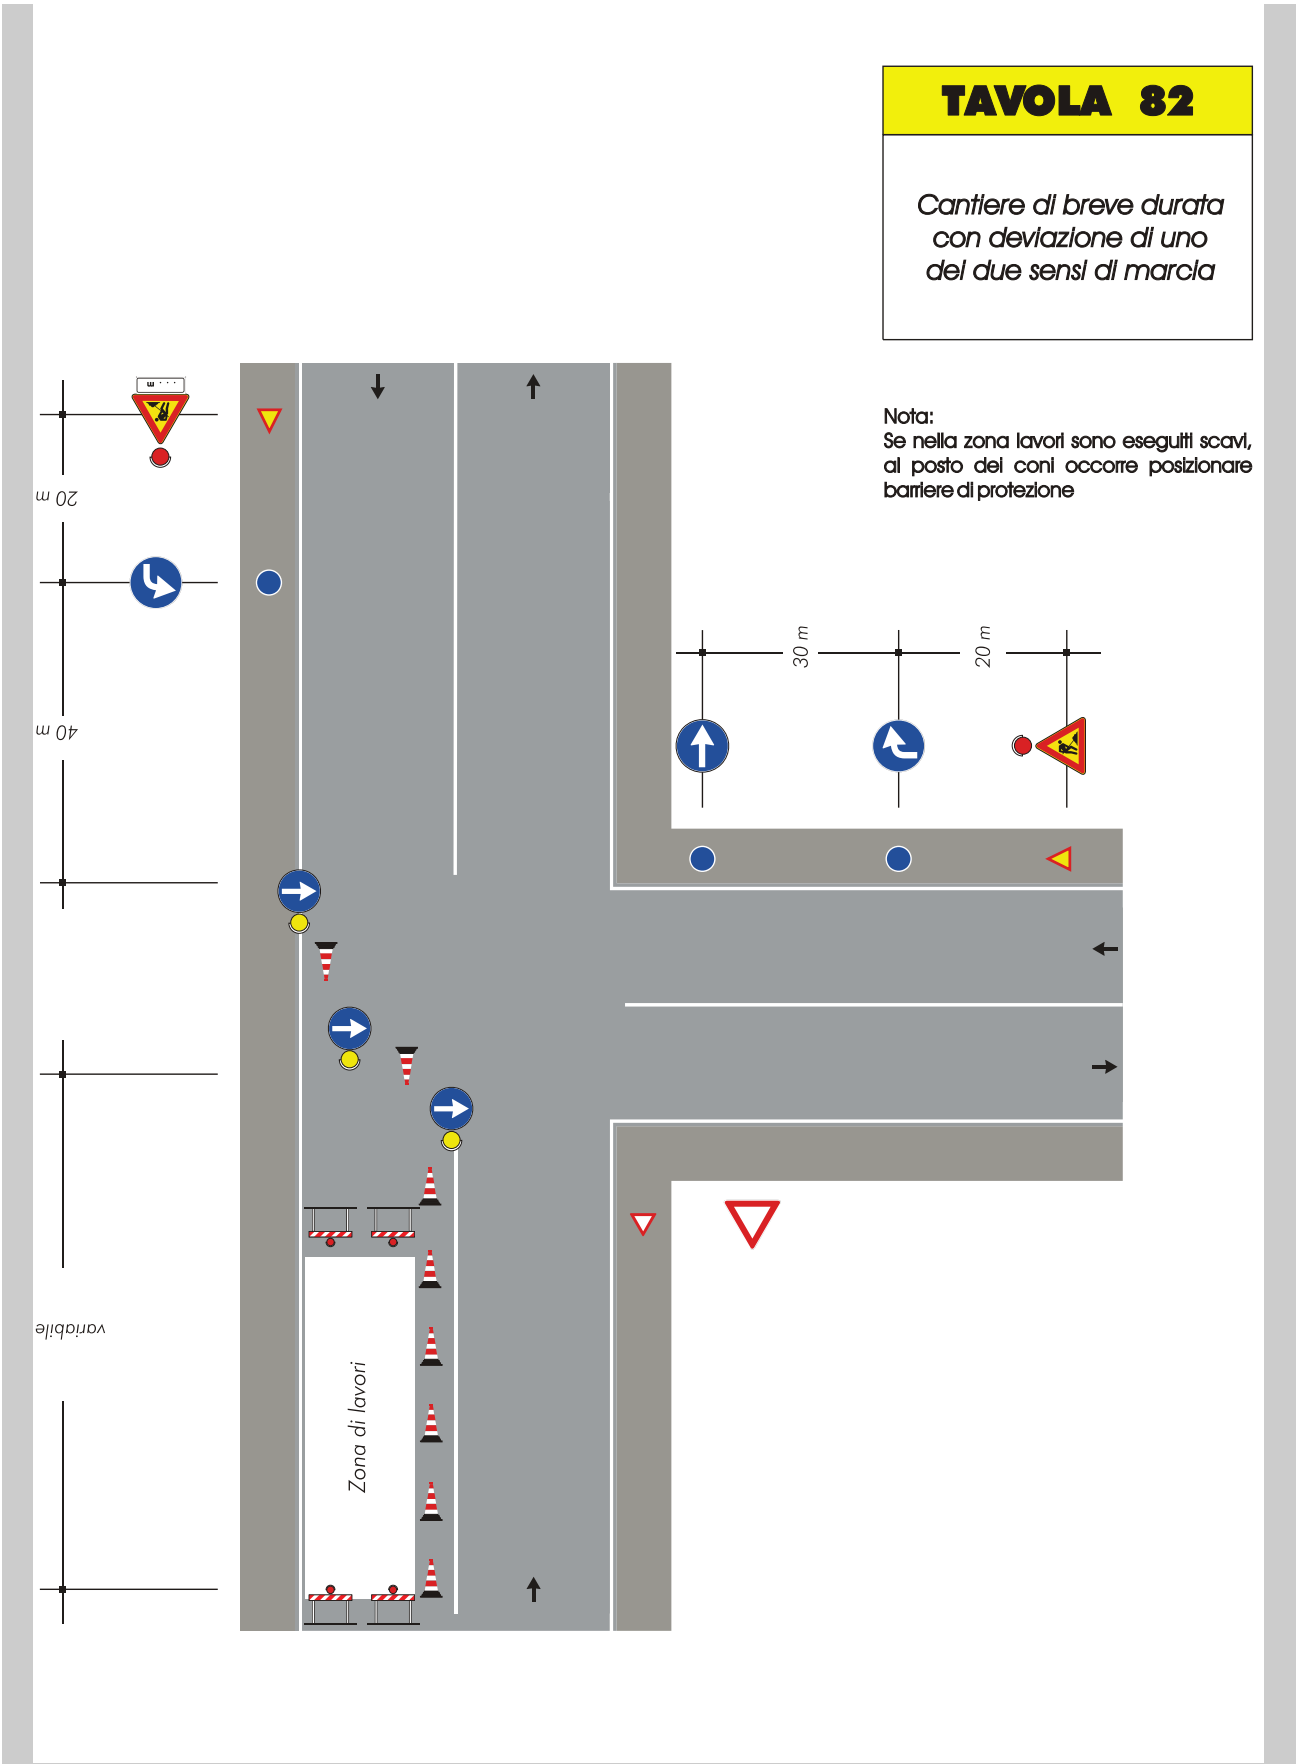 TAVOLA 82
Cantiere di breve durata
con deviazione di uno
dei due sensi di marcia
Nota:
Se nella zona lavori sono eseguiti scavi,
al posto dei coni occorre posizionare
barriere di protezione
... m
20 m
40 m
variabile
30 m
20 m
Zona di lavori